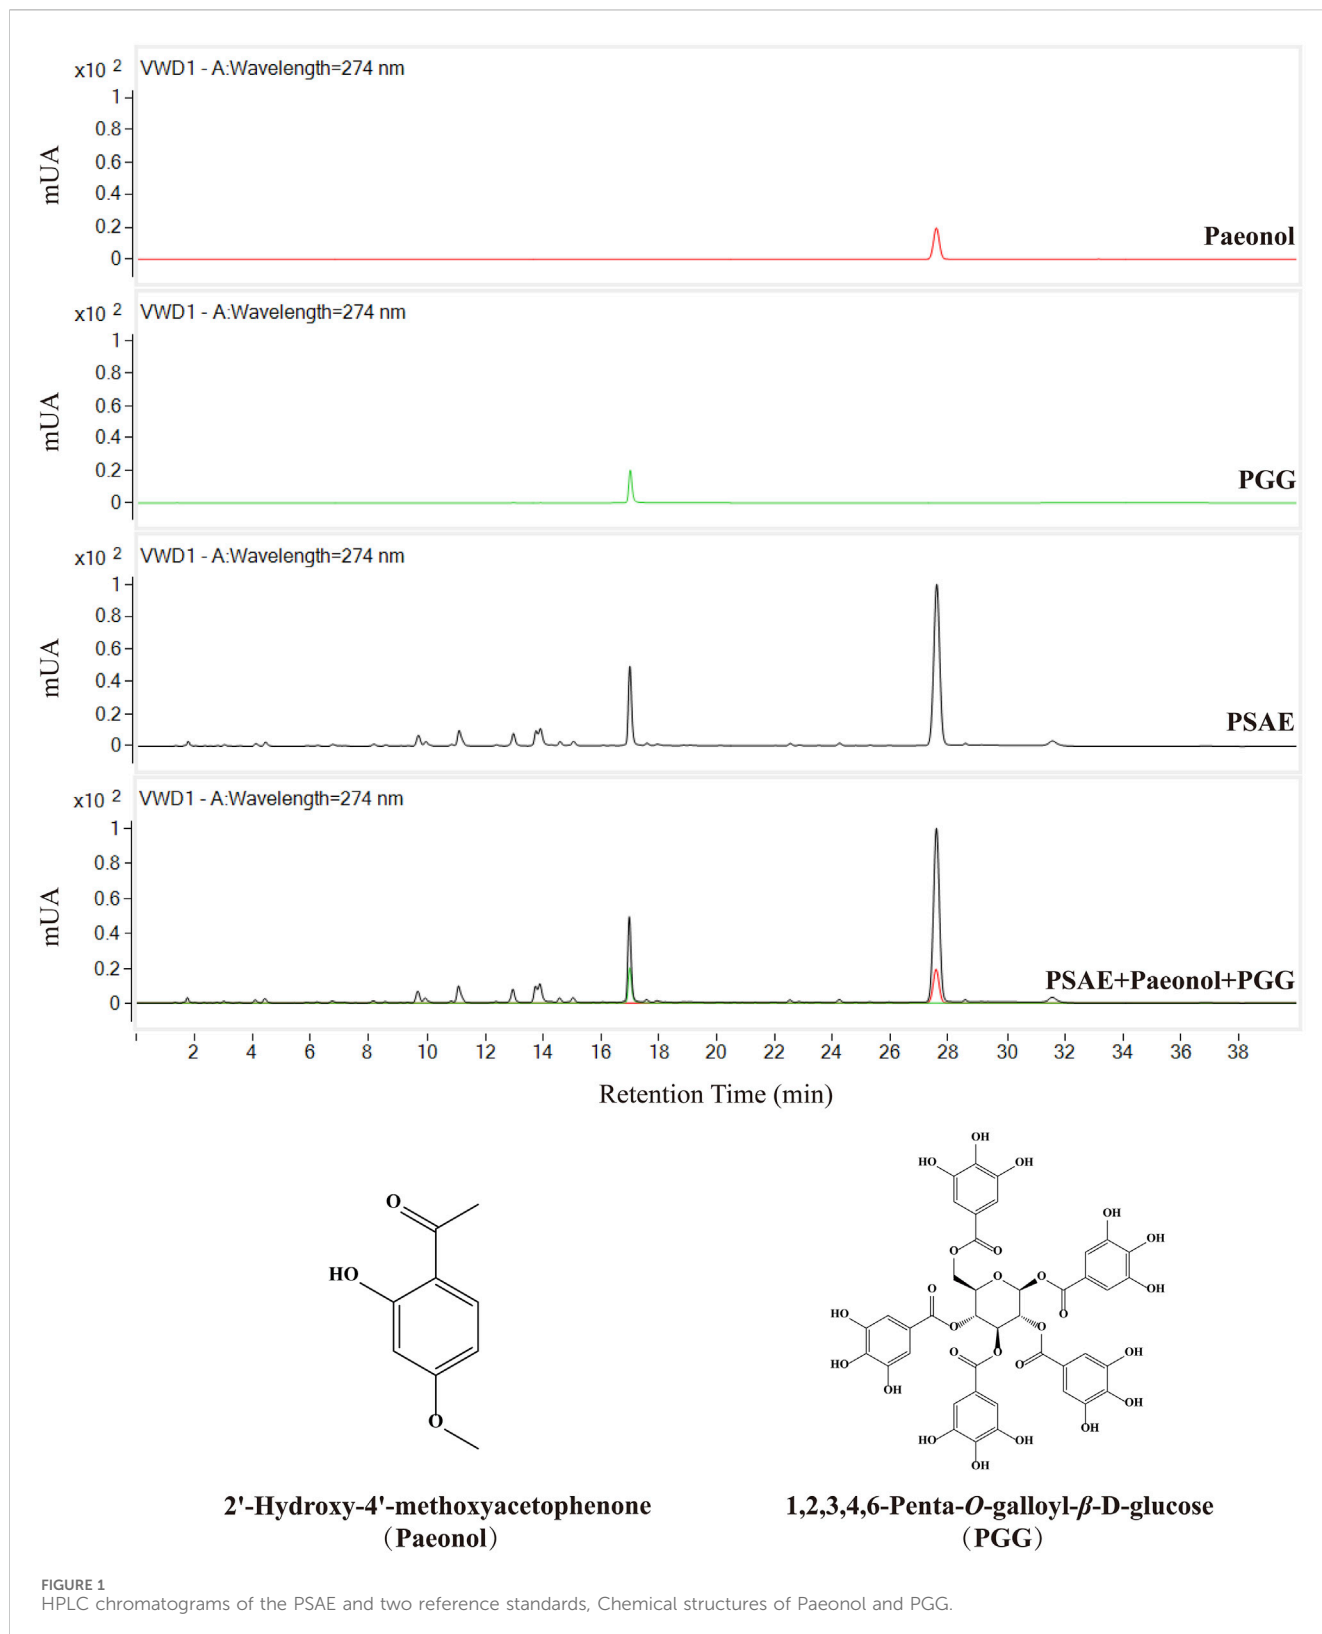 x10 2 VWD1 - A:Wavelength=274 nm
1
0.8
0.6
0.4
0.2
0
mUA
Paeonol
x10 2 VWD1 - A:Wavelength=274 nm
1
0.8
0.6
0.4
0.2
0
mUA
PGG
x10 2 VWD1 - A:Wavelength=274 nm
1
0.8
0.6
0.4
0.2
0
mUA
PSAE
x10 2 VWD1 - A:Wavelength=274 nm
1
0.8
0.6
0.4
0.2
0
mUA
PSAE+Paeonol+PGG
2 4 6 8 10 12 14 16 18 20 22 24 26 28 30 32 34 36 38
Retention Time (min)
O
HO
O
OH
HO OH
O O
OH
OH
OH
O
O
O
O
HO
HO
OH
O
O
O
O
O
O
OH
OH
OH
HO OH
OH
2'-Hydroxy-4'-methoxyacetophenone
(Paeonol)
1,2,3,4,6-Penta-O-galloyl-β-D-glucose
(PGG)
FIGURE 1
HPLC chromatograms of the PSAE and two reference standards, Chemical structures of Paeonol and PGG.